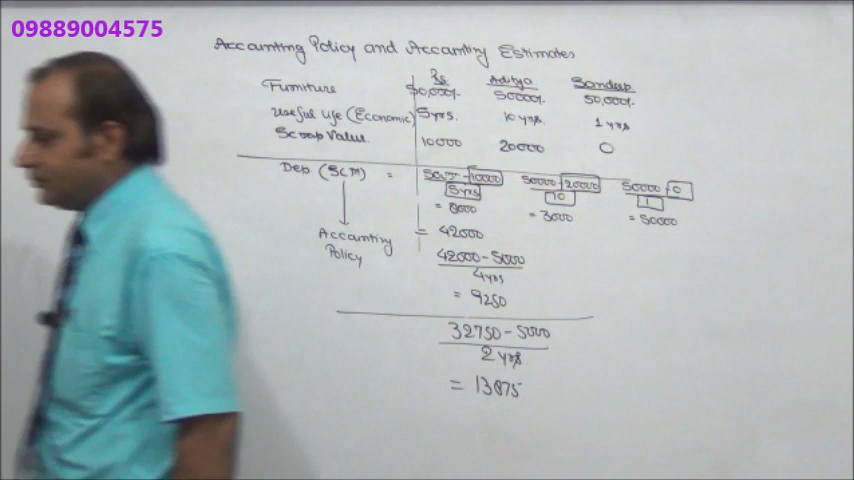 09889004575
Accounting Policy and Accounting Estimates
Rs Aditya Sandeep
Furniture 50,000/- 50000/- 50,000/-
Useful life (Economic) 5yrs. 10 yrs 1 yrs
Scrap Value 10000 20000 0
Dep (SLM) = 50000-10000 50000-20000 50000-0
5yrs 10 1
= 8000 = 3000 = 50000
Accounting Policy = 42000
42000-5000
4yrs
= 9250
32750-5000
2 yrs
= 13875